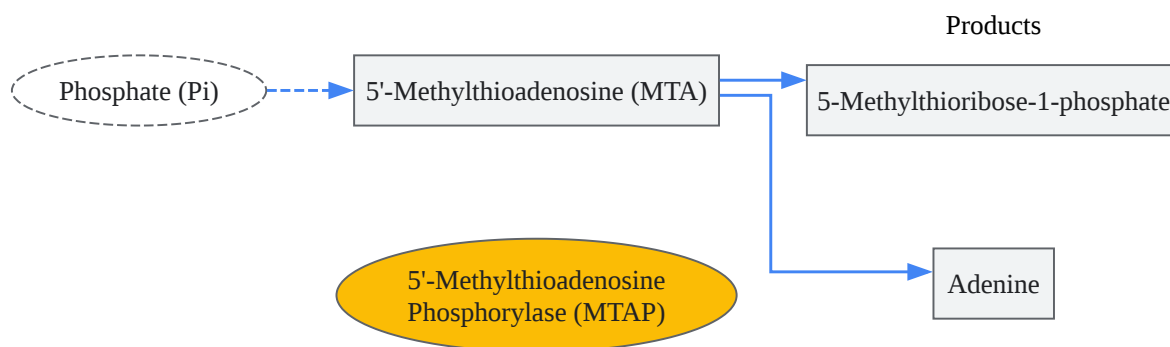 Products
Phosphate (Pi)
5'-Methylthioadenosine (MTA)
5-Methylthioribose-1-phosphate
5'-Methylthioadenosine
Phosphorylase (MTAP)
Adenine